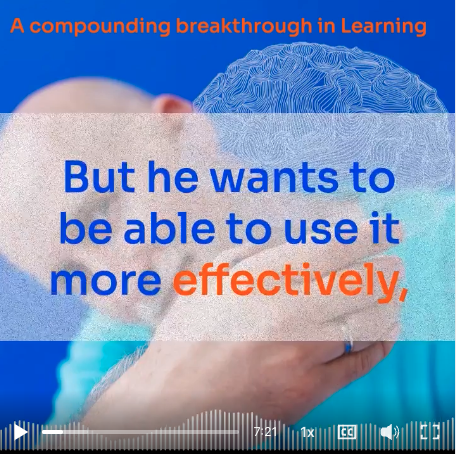 A compounding breakthrough in Learning
But he wants to
be able to use it
more effectively,
7:21 1x CC